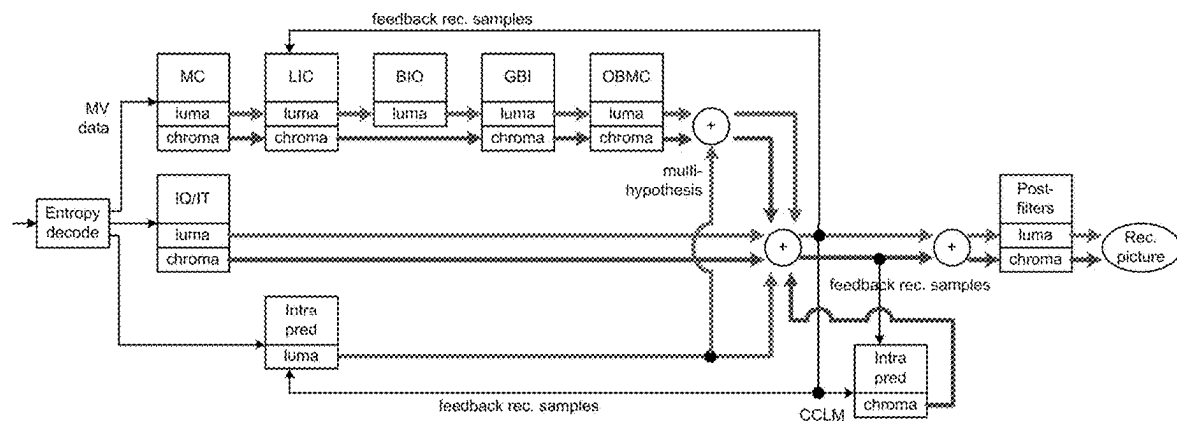 feedback rec. samples
MC
LIC
BIO
GBI
OBMC
MV
data
luma
luma
luma
luma
luma
chroma
chroma
chroma
chroma
+
multi-
hypothesis
IQ/IT
Post-
filters
Entropy
decode
luma
chroma
+
+
luma
chroma
Rec.
picture
feedback rec. samples
Intra
pred
luma
Intra
pred
chroma
feedback rec. samples
CCLM